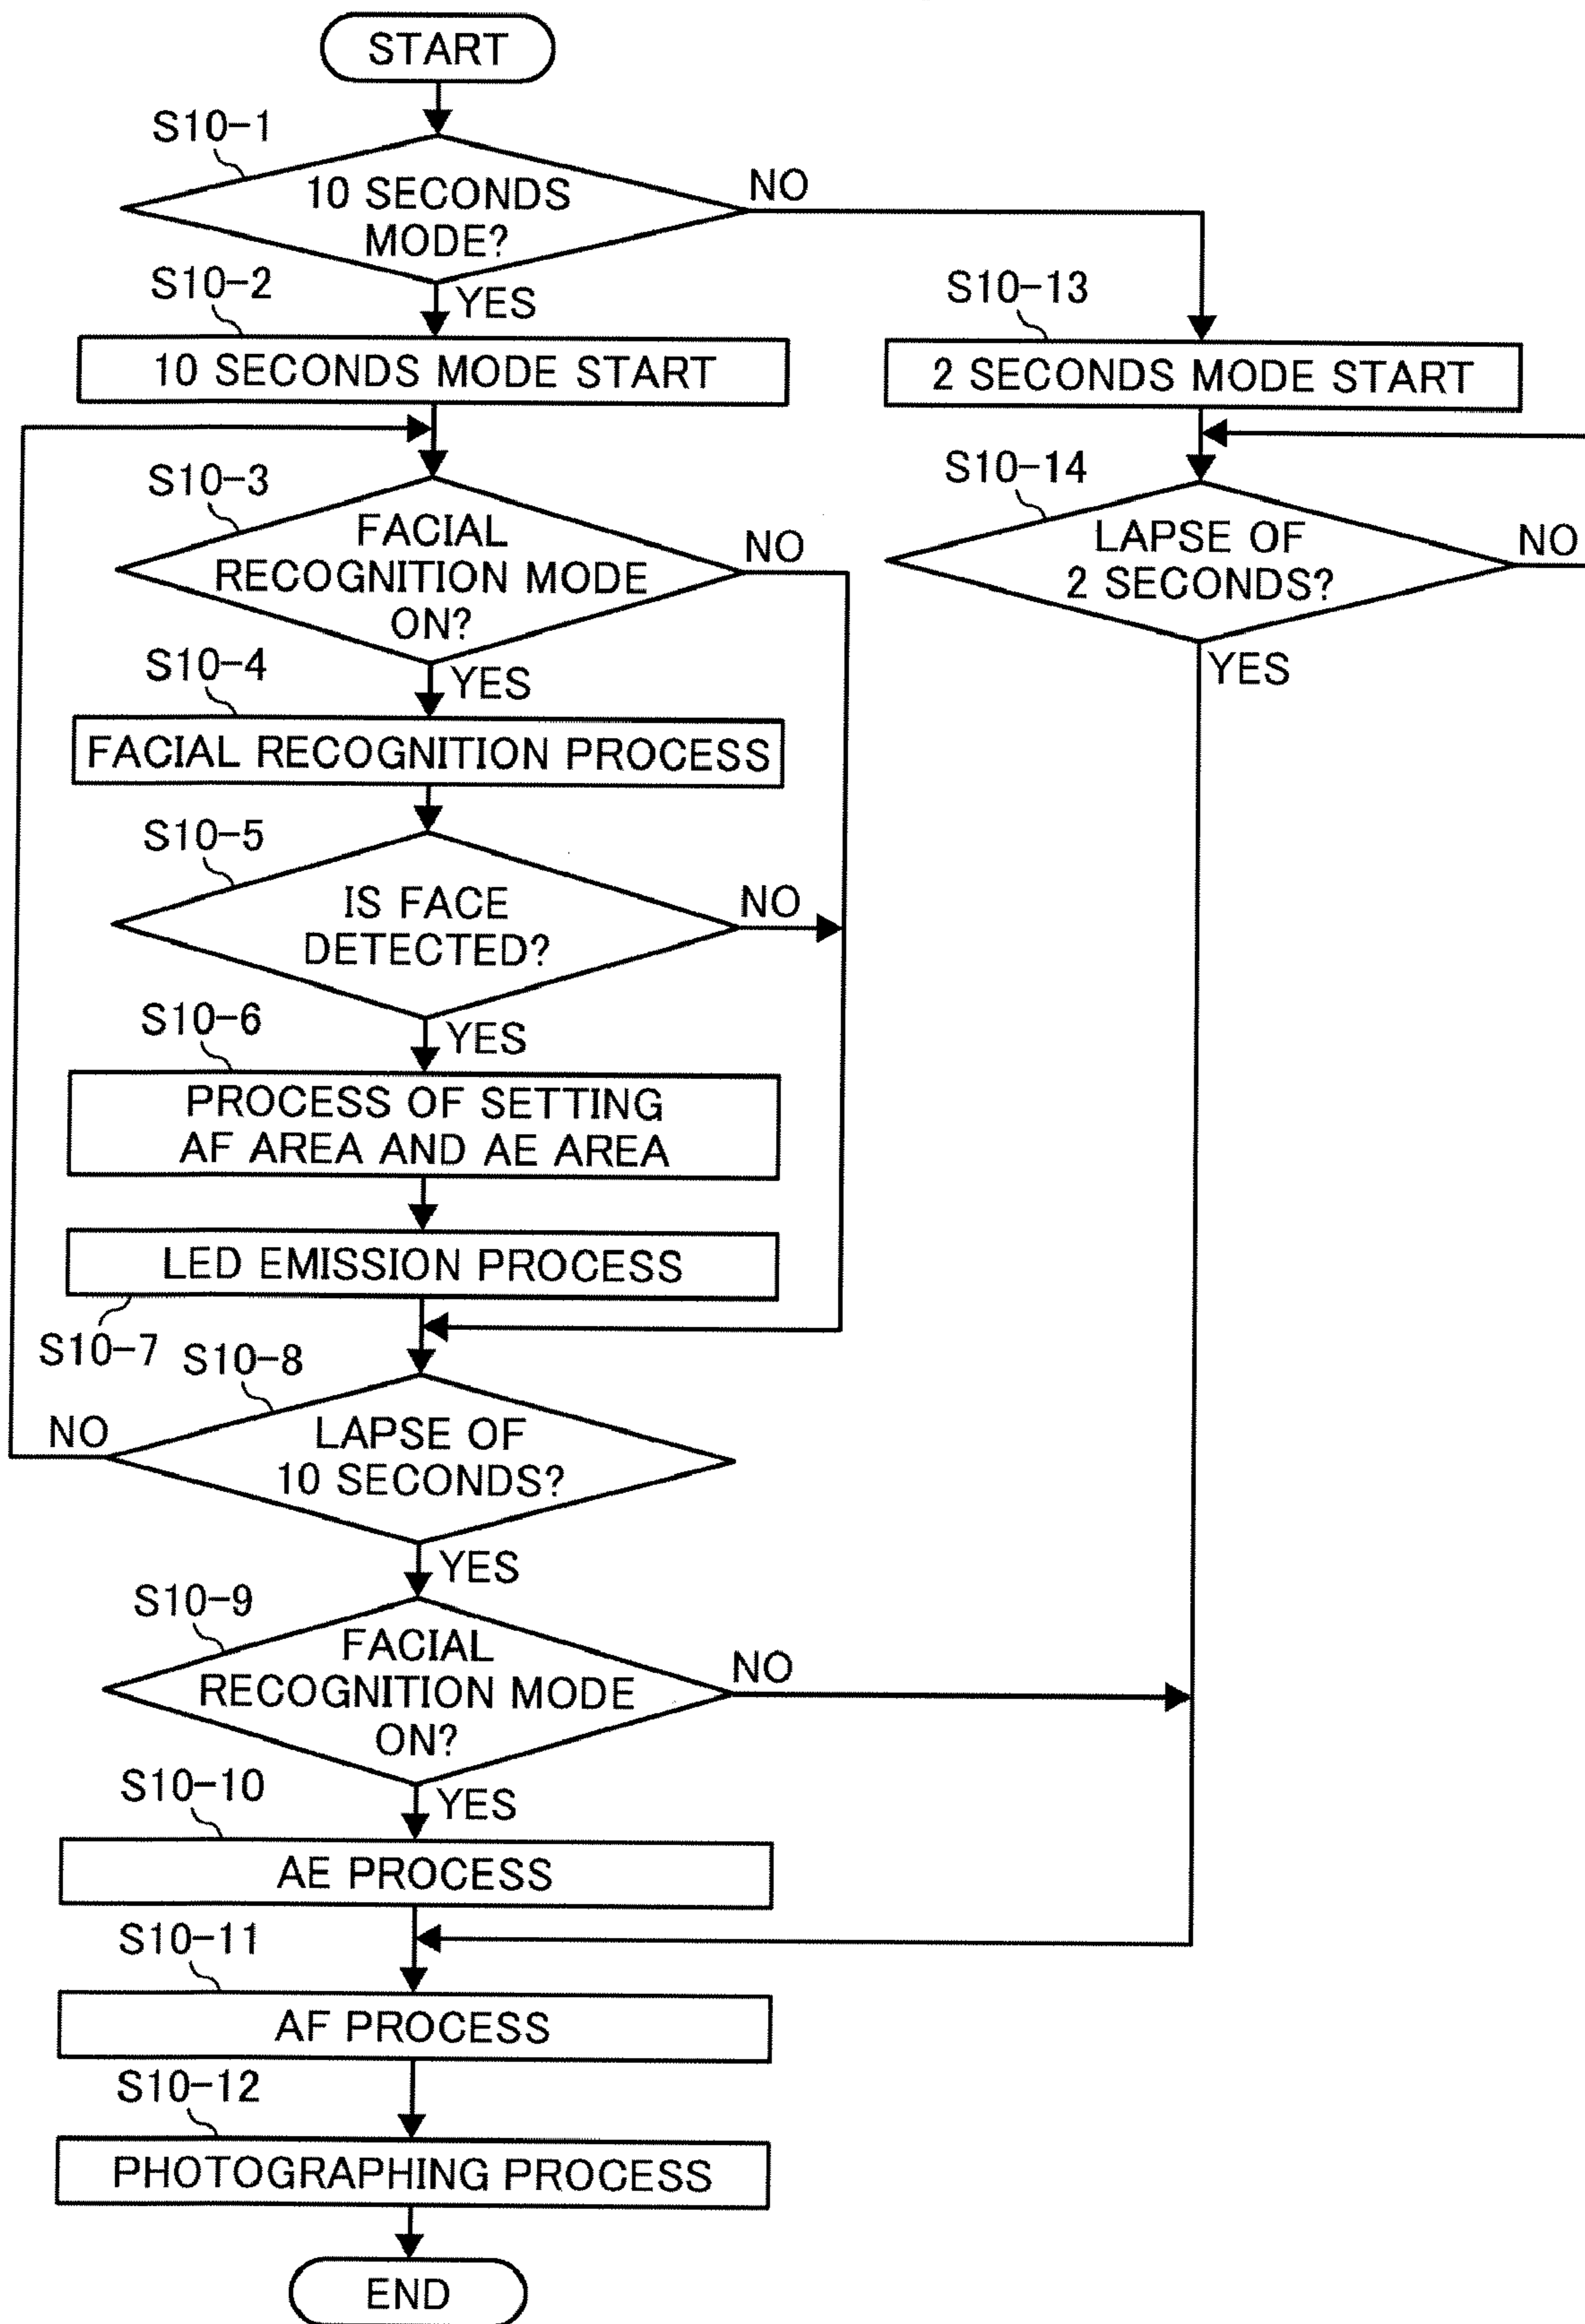 START
S10-1
10 SECONDS
MODE?
NO
YES
S10-2
10 SECONDS MODE START
S10-13
2 SECONDS MODE START
S10-3
FACIAL
RECOGNITION MODE
ON?
NO
YES
S10-14
LAPSE OF
2 SECONDS?
NO
YES
S10-4
FACIAL RECOGNITION PROCESS
S10-5
IS FACE
DETECTED?
NO
YES
S10-6
PROCESS OF SETTING
AF AREA AND AE AREA
LED EMISSION PROCESS
S10-7
S10-8
LAPSE OF
10 SECONDS?
NO
YES
S10-9
FACIAL
RECOGNITION MODE
ON?
NO
YES
S10-10
AE PROCESS
S10-11
AF PROCESS
S10-12
PHOTOGRAPHING PROCESS
END